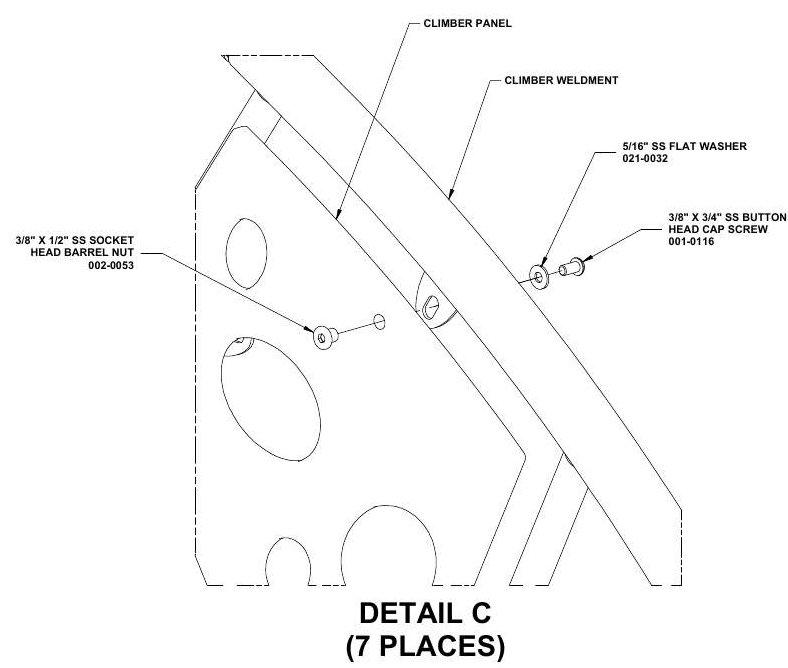 CLIMBER PANEL
CLIMBER WELDMENT
5/16" SS FLAT WASHER
021-0032
3/8" X 3/4" SS BUTTON
HEAD CAP SCREW
001-0116
3/8" X 1/2" SS SOCKET
HEAD BARREL NUT
002-0053
DETAIL C
(7 PLACES)